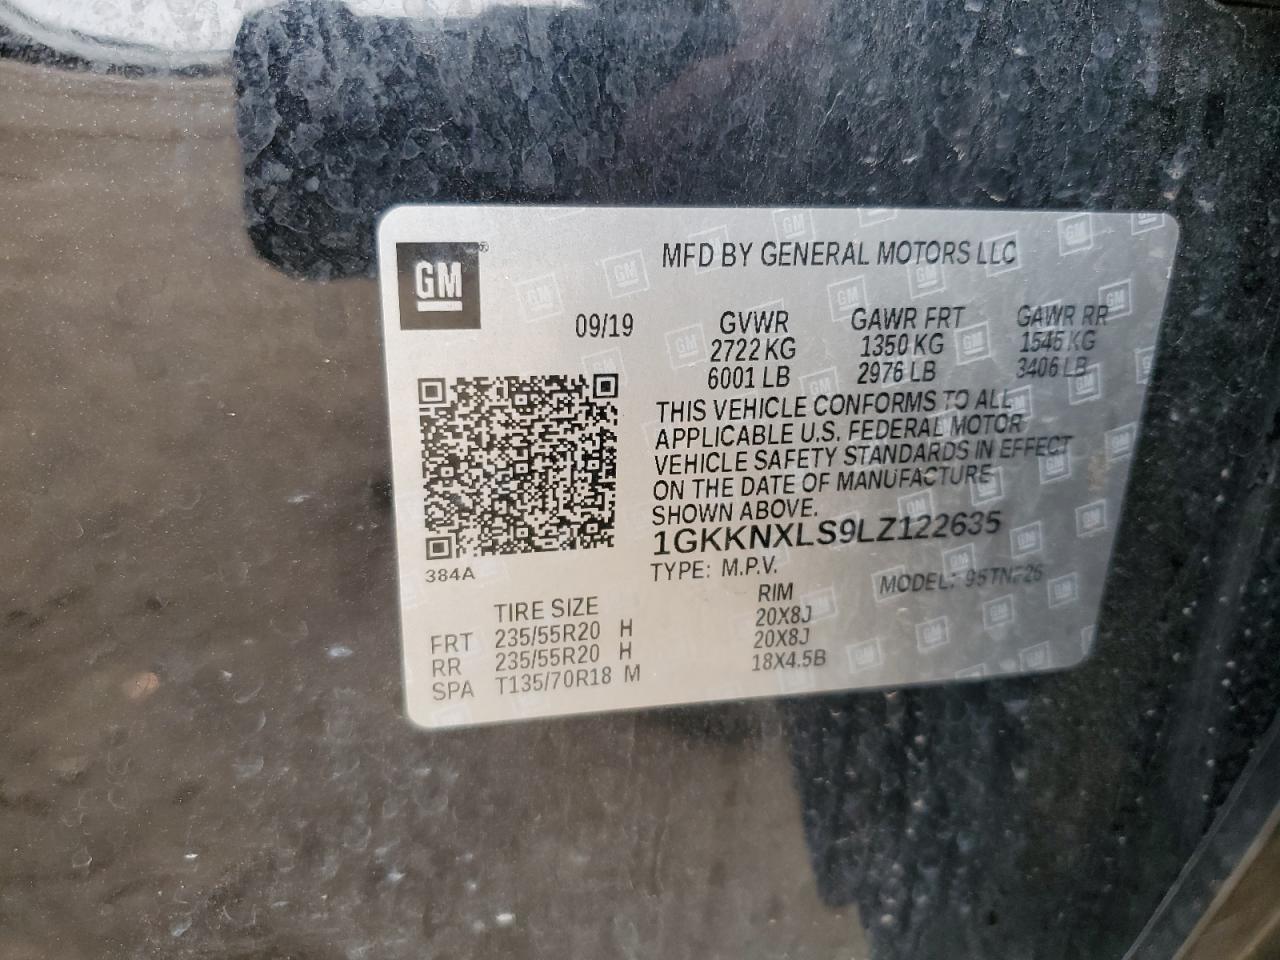 GM®
MFD BY GENERAL MOTORS LLC
09/19
GVWR GAWR FRT GAWR RR
2722 KG 1350 KG 1545 KG
6001 LB 2976 LB 3406 LB
THIS VEHICLE CONFORMS TO ALL
APPLICABLE U.S. FEDERAL MOTOR
VEHICLE SAFETY STANDARDS IN EFFECT
ON THE DATE OF MANUFACTURE
SHOWN ABOVE.
1GKKNXLS9LZ122635
384A
TYPE: M.P.V. MODEL:
TIRE SIZE RIM
FRT 235/55R20 H 20X8J
RR 235/55R20 H 20X8J
SPA T135/70R18 M 18X4.5B